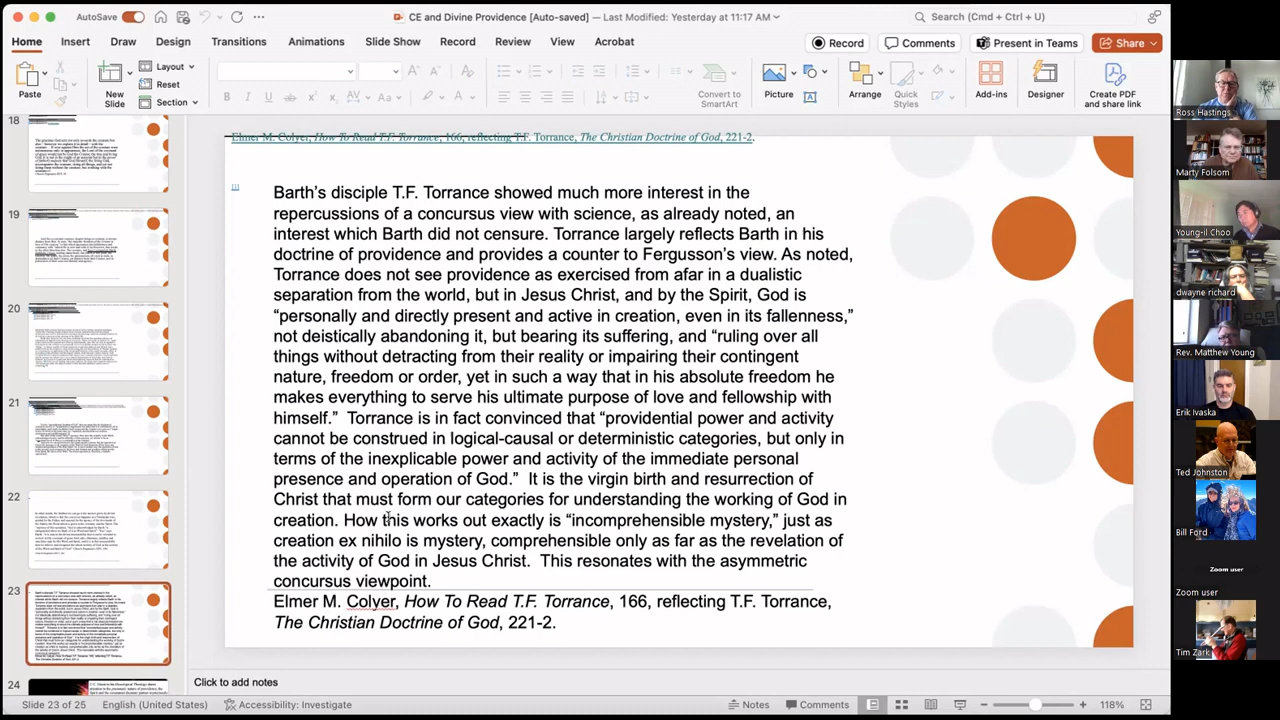 AutoSave
CE and Divine Providence [Auto-saved] — Last Modified: Yesterday at 11:17 AM
Search (Cmd + Ctrl + U)
Home Insert Draw Design Transitions Animations Slide Show Record Review View Acrobat
Record Comments Present in Teams Share
Paste
New Slide
Layout
Reset
Section
Convert to SmartArt
Picture
Arrange
Quick Styles
Add-ins
Designer
Create PDF and share link
18
19
20
21
22
23
24
Elmer M. Colyer, How To Read T.F. Torrance, 166, reflecting T.F. Torrance, The Christian Doctrine of God, 221-2.
[1]
Barth's disciple T.F. Torrance showed much more interest in the
repercussions of a concursus view with science, as already noted, an
interest which Barth did not censure. Torrance largely reflects Barth in his
doctrine of providence and provides a counter to Fergusson's view. As noted,
Torrance does not see providence as exercised from afar in a dualistic
separation from the world, but in Jesus Christ, and by the Spirit, God is
"personally and directly present and active in creation, even in its fallenness,"
not deistically abandoning it, but bearing its suffering, and "ruling over all
things without detracting from their reality or impairing their contingent
nature, freedom or order, yet in such a way that in his absolute freedom he
makes everything to serve his ultimate purpose of love and fellowship with
himself." Torrance is in fact convinced that "providential power and activity
cannot be construed in logical-causal or deterministic categories, but only in
terms of the inexplicable power and activity of the immediate personal
presence and operation of God." It is the virgin birth and resurrection of
Christ that must form our categories for understanding the working of God in
creation. How this works out exactly is "incomprehensible mystery," just as
creation ex nihilo is mystery, comprehensible only as far as the revelation of
the activity of God in Jesus Christ. This resonates with the asymmetric
concursus viewpoint.
Elmer M. Colyer, How To Read T.F. Torrance, 166, reflecting T.F. Torrance,
The Christian Doctrine of God, 221-2.
Click to add notes
Slide 23 of 25
English (United States)
Accessibility: Investigate
Notes
Comments
118%
Ross Hastings
Marty Folsom
Young-il Choo
dwayne richard
Rev. Matthew Young
Erik Ivaska
Ted Johnston
Bill Ford
Zoom user
Zoom user
Tim Zark